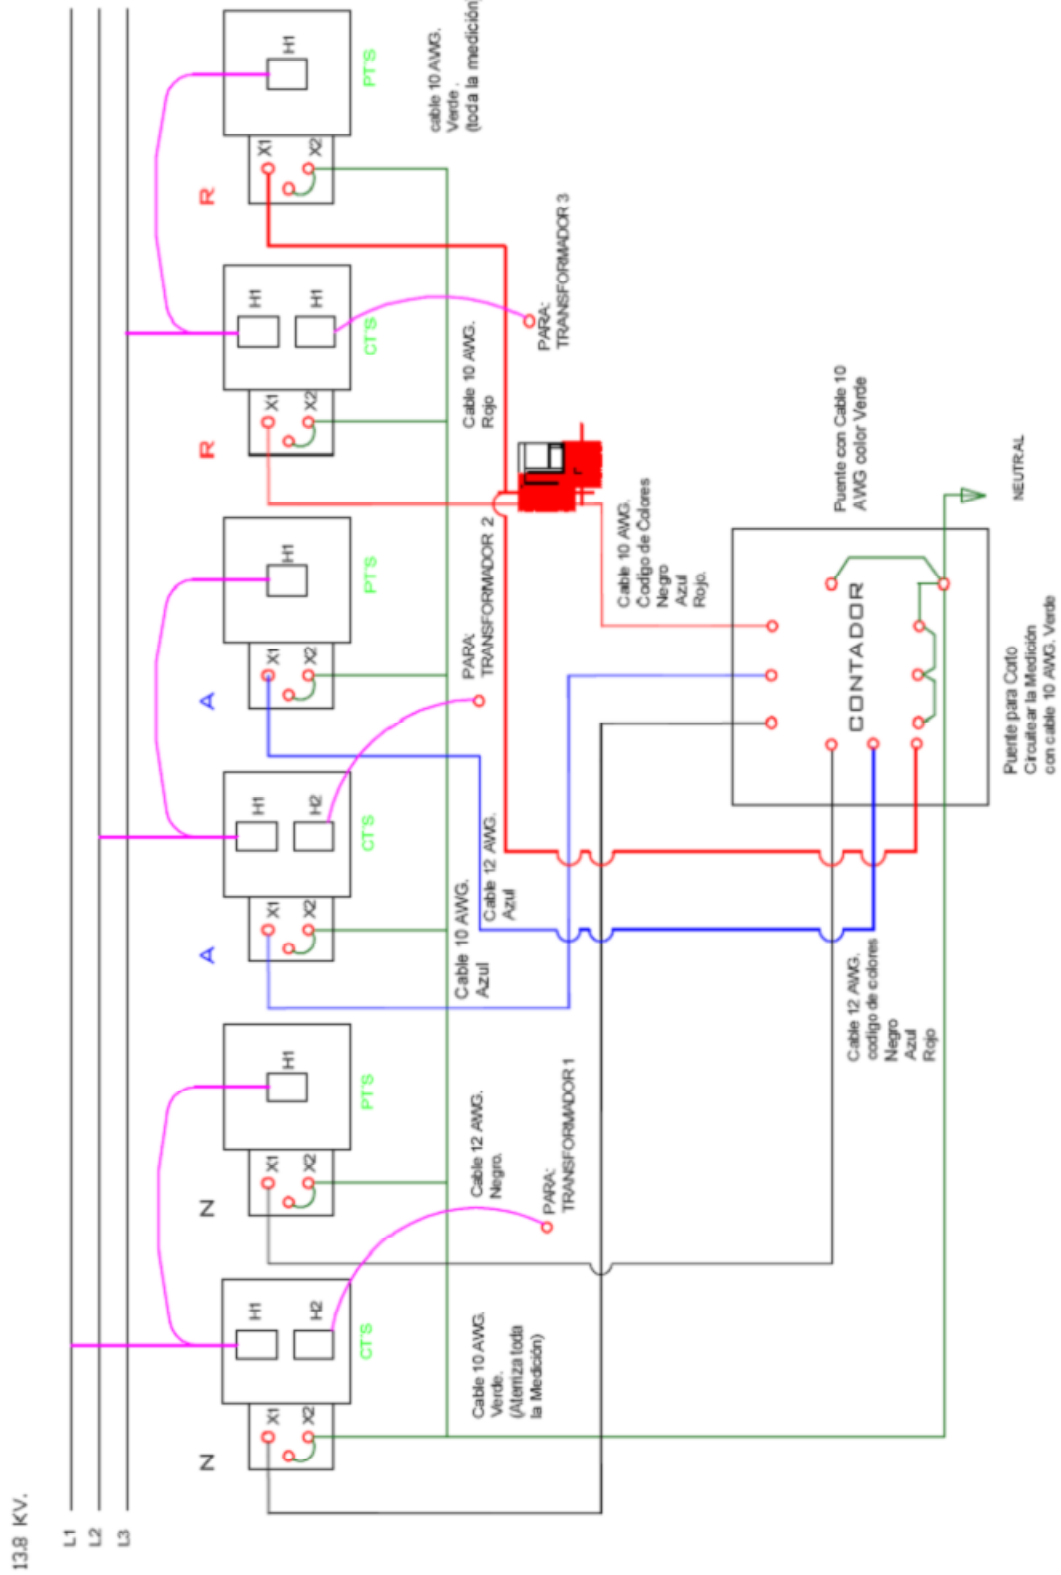 13.8 KV.
L1
L2
L3
N
X1
X2
H1
H2
CT'S
Cable 10 AWG.
Verde.
(Aterriza toda
la Medición)
N
X1
X2
H1
PT'S
Cable 12 AWG.
Negro.
PARA:
TRANSFORMADOR 1
A
X1
X2
H1
H2
CT'S
Cable 10 AWG.
Azul
Cable 12 AWG.
Azul
A
X1
X2
H1
PT'S
PARA:
TRANSFORMADOR 2
R
X1
X2
H1
H1
CT'S
Cable 10 AWG.
Rojo
PARA:
TRANSFORMADOR 3
R
X1
X2
H1
PT'S
cable 10 AWG.
Verde .
(toda la medición)
Cable 10 AWG.
Codigo de Colores
Negro
Azul
Rojo.
Cable 12 AWG.
codigo de colores
Negro
Azul
Rojo
CONTADOR
Puente con Cable 10
AWG color Verde
NEUTRAL
Puente para Corto
Circuitear la Medición
con cable 10 AWG. Verde